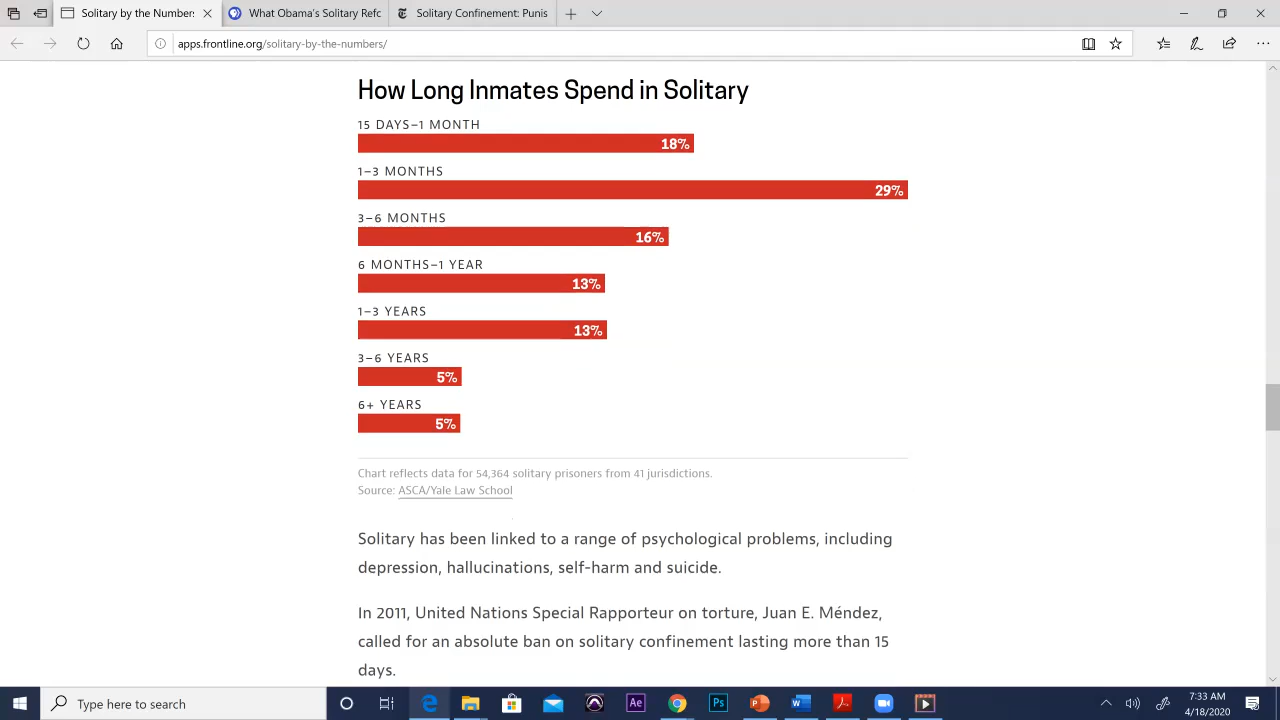 Solitary by the Numbers
What Obama's Solitary Ref
Seventeen Solitary Pun
apps.frontline.org/solitary-by-the-numbers/
How Long Inmates Spend in Solitary
15 DAYS–1 MONTH
18%
1–3 MONTHS
29%
3–6 MONTHS
16%
6 MONTHS–1 YEAR
13%
1–3 YEARS
13%
3–6 YEARS
5%
6+ YEARS
5%
Chart reflects data for 54,364 solitary prisoners from 41 jurisdictions.
Source: ASCA/Yale Law School
Solitary has been linked to a range of psychological problems, including
depression, hallucinations, self-harm and suicide.
In 2011, United Nations Special Rapporteur on torture, Juan E. Méndez,
called for an absolute ban on solitary confinement lasting more than 15
days.
Type here to search
Ae
Ps
7:33 AM
4/18/2020